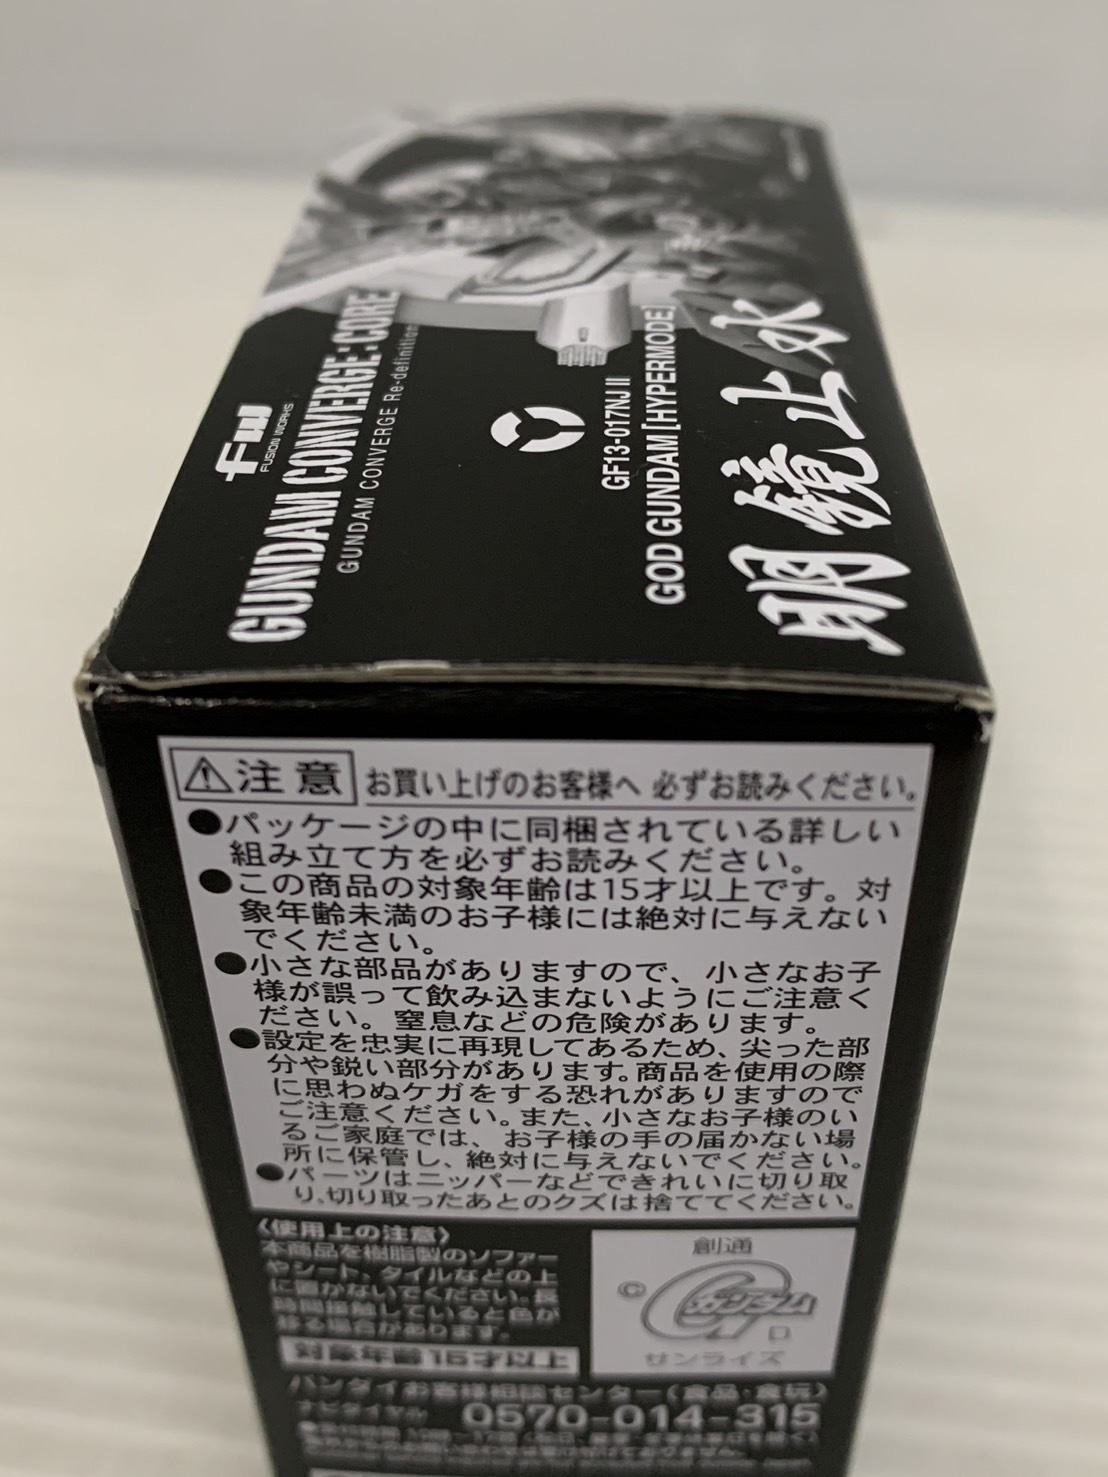 FW
FUSION WORKS
GUNDAM CONVERGE:CORE
GUNDAM CONVERGE Re-definition
GF13-017NJ II
GOD GUNDAM [HYPERMODE]
明鏡止水
注意 お買い上げのお客様へ 必ずお読みください。
●パッケージの中に同梱されている詳しい
組み立て方を必ずお読みください。
●この商品の対象年齢は15才以上です。対
象年齢未満のお子様には絶対に与えない
でください。
●小さな部品がありますので、小さなお子
様が誤って飲み込まないようにご注意く
ださい。窒息などの危険があります。
●設定を忠実に再現してあるため、尖った部
分や鋭い部分があります。商品を使用の際
に思わぬケガをする恐れがありますので
ご注意ください。また、小さなお子様のい
るご家庭では、お子様の手の届かない場
所に保管し、絶対に与えないでください。
●パーツはニッパーなどできれいに切り取
り、切り取ったあとのクズは捨ててください。
〈使用上の注意〉
本商品を樹脂製のソファー
やシート、タイルなどの上
に置かないでください。長
時間接触していると色が
移る場合があります。
対象年齢15才以上
創通
© ガンダム
サンライズ
バンダイお客様相談センター(食品・食玩)
ナビダイヤル 0570-014-315